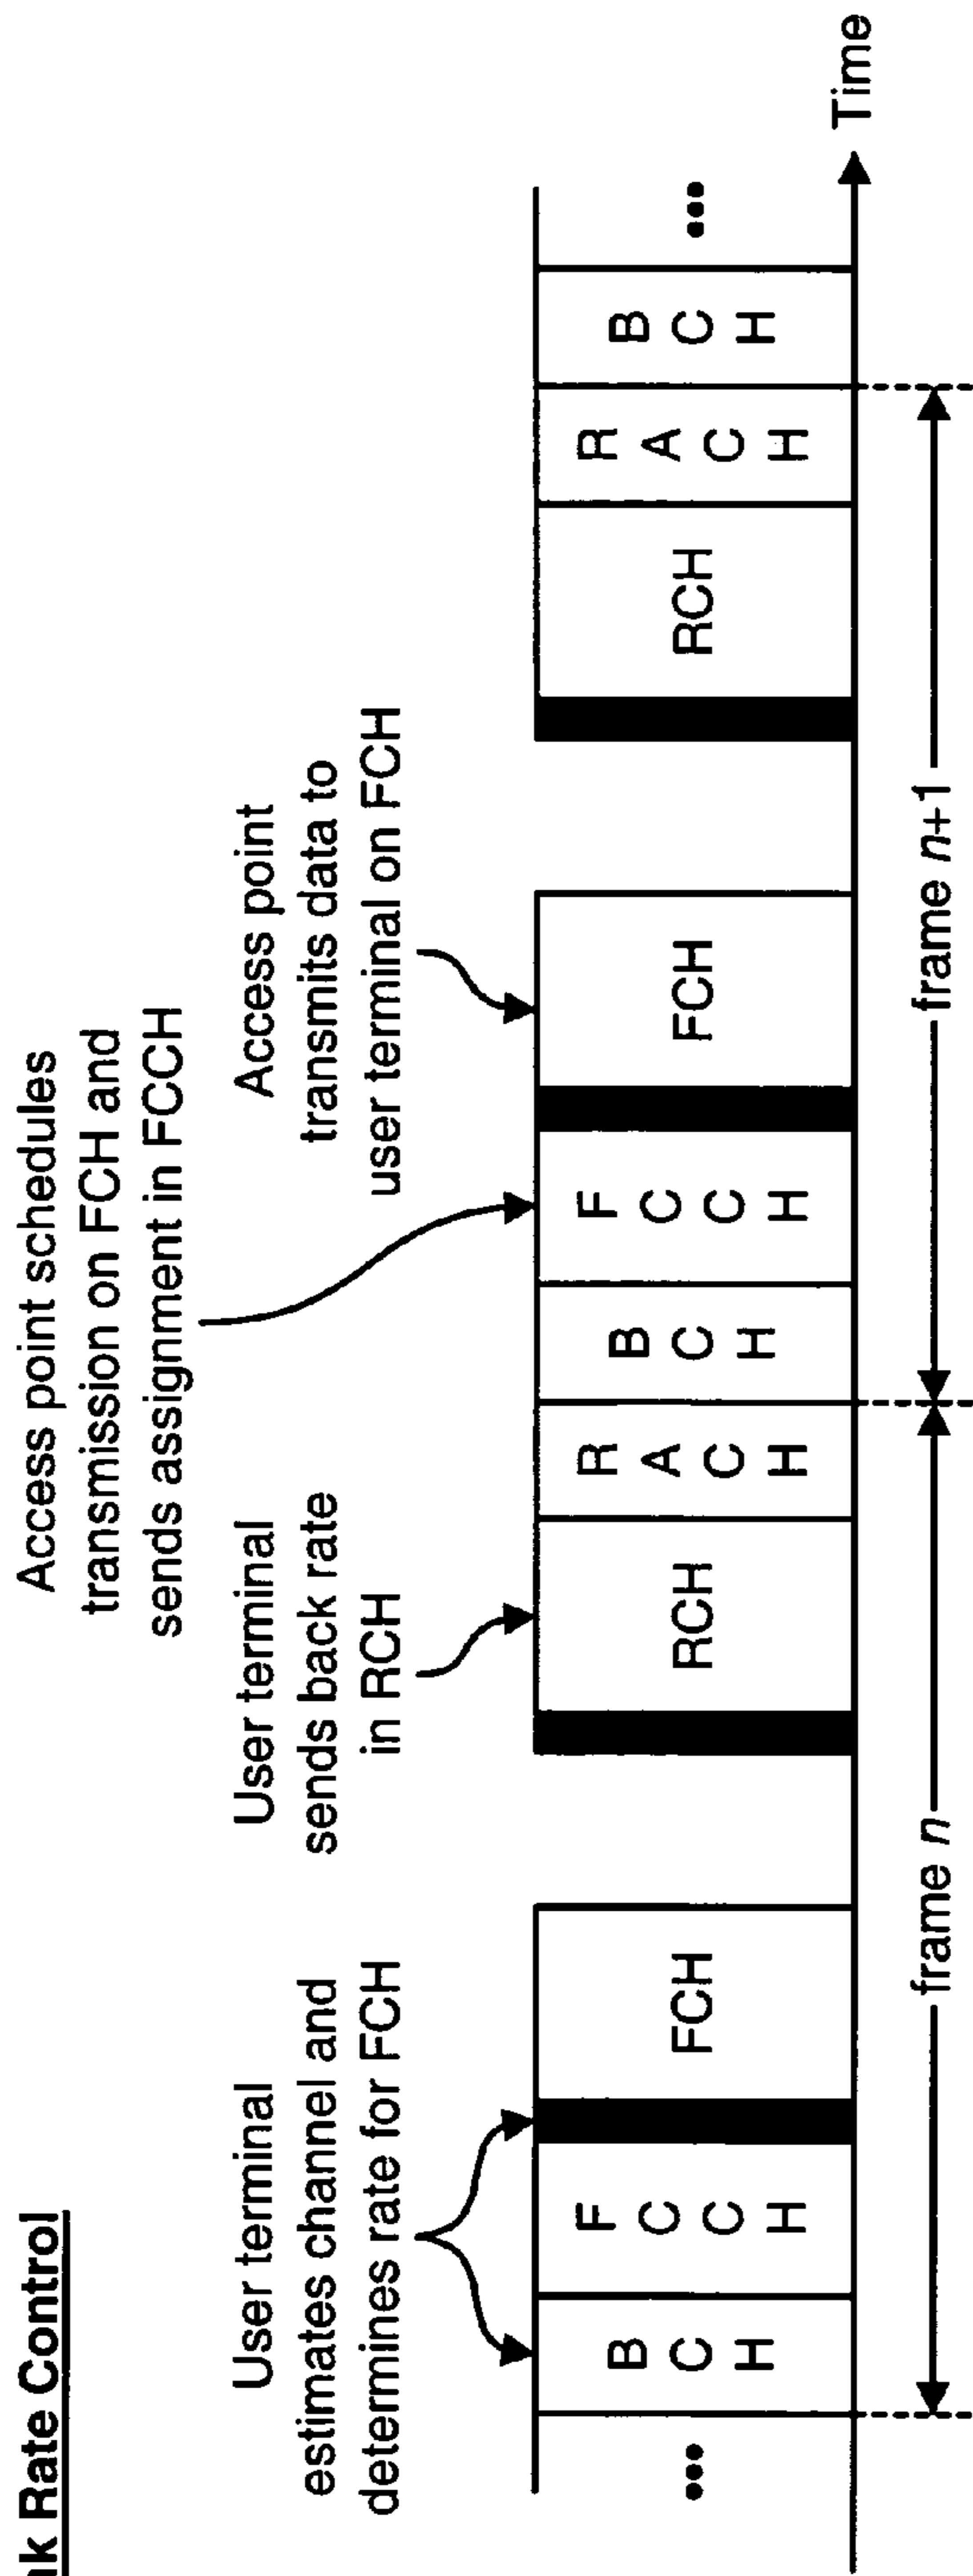 Rate Control
User terminal
estimates channel and
determines rate for FCH
User terminal
sends back rate
in RCH
Access point schedules
transmission on FCH and
sends assignment in FCCH
Access point
transmits data to
user terminal on FCH
•••
BCH
FCCH
FCH
RCH
RACH
BCH
FCCH
FCH
RCH
RACH
BCH
•••
Time
frame n
frame n+1